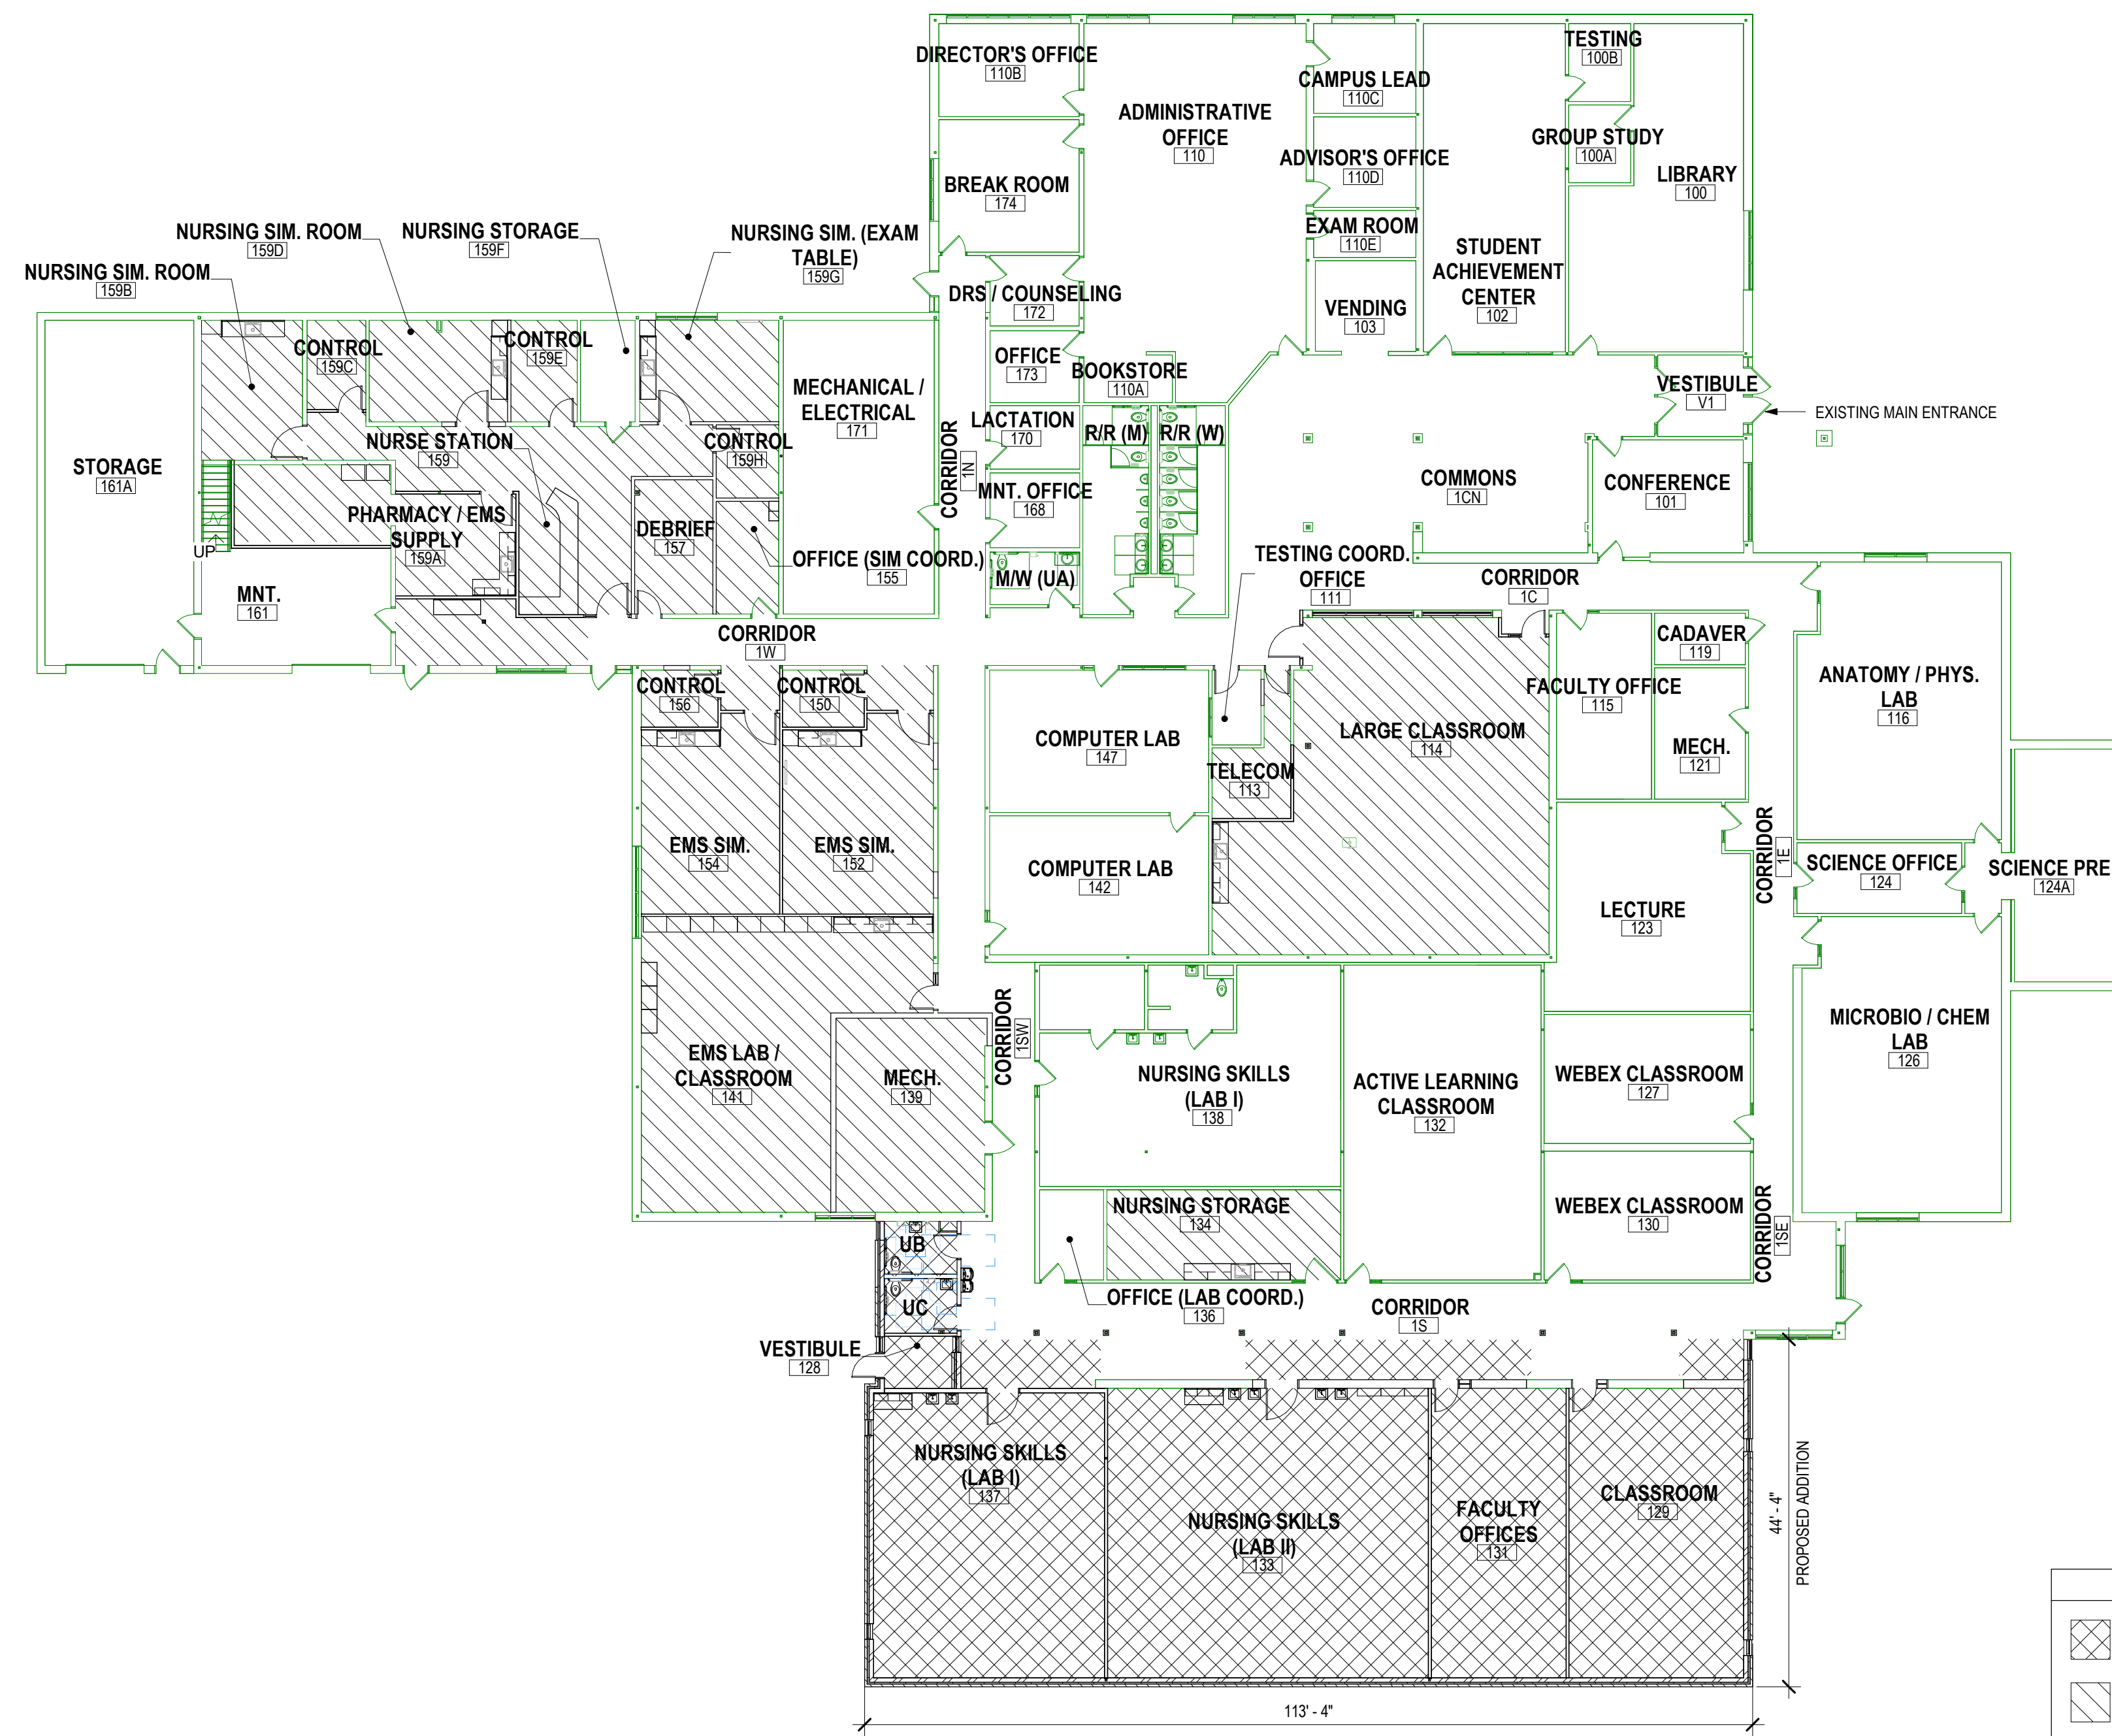 DIRECTOR'S OFFICE
110B
ADMINISTRATIVE
OFFICE
110
CAMPUS LEAD
110C
TESTING
100B
GROUP STUDY
100A
ADVISOR'S OFFICE
110D
LIBRARY
100
BREAK ROOM
174
EXAM ROOM
110E
STUDENT
ACHIEVEMENT
CENTER
102
VENDING
103
NURSING SIM. ROOM
159B
NURSING SIM. ROOM
159D
NURSING STORAGE
159F
NURSING SIM. (EXAM
TABLE)
159G
DRS / COUNSELING
172
OFFICE
173
BOOKSTORE
110A
VESTIBULE
V1
EXISTING MAIN ENTRANCE
CONTROL
159C
CONTROL
159E
MECHANICAL /
ELECTRICAL
171
CORRIDOR
1N
LACTATION
170
R/R (M)
R/R (W)
STORAGE
161A
NURSE STATION
159
CONTROL
159H
MNT. OFFICE
168
COMMONS
1CN
CONFERENCE
101
PHARMACY / EMS
SUPPLY
159A
DEBRIEF
157
OFFICE (SIM COORD.)
155
M/W (UA)
UP
MNT.
161
TESTING COORD.
OFFICE
111
CORRIDOR
1C
CORRIDOR
1W
CADAVER
119
CONTROL
156
CONTROL
150
FACULTY OFFICE
115
ANATOMY / PHYS.
LAB
116
COMPUTER LAB
147
LARGE CLASSROOM
114
MECH.
121
TELECOM
113
EMS SIM.
154
EMS SIM.
152
COMPUTER LAB
142
CORRIDOR
1E
SCIENCE OFFICE
124
SCIENCE PRE
124A
LECTURE
123
CORRIDOR
1SW
EMS LAB /
CLASSROOM
141
MECH.
139
NURSING SKILLS
(LAB I)
138
ACTIVE LEARNING
CLASSROOM
132
WEBEX CLASSROOM
127
MICROBIO / CHEM
LAB
126
NURSING STORAGE
134
WEBEX CLASSROOM
130
CORRIDOR
1SE
UB
UC
OFFICE (LAB COORD.)
136
CORRIDOR
1S
VESTIBULE
128
NURSING SKILLS
(LAB I)
137
NURSING SKILLS
(LAB II)
133
FACULTY
OFFICES
131
CLASSROOM
129
44' - 4"
PROPOSED ADDITION
113' - 4"